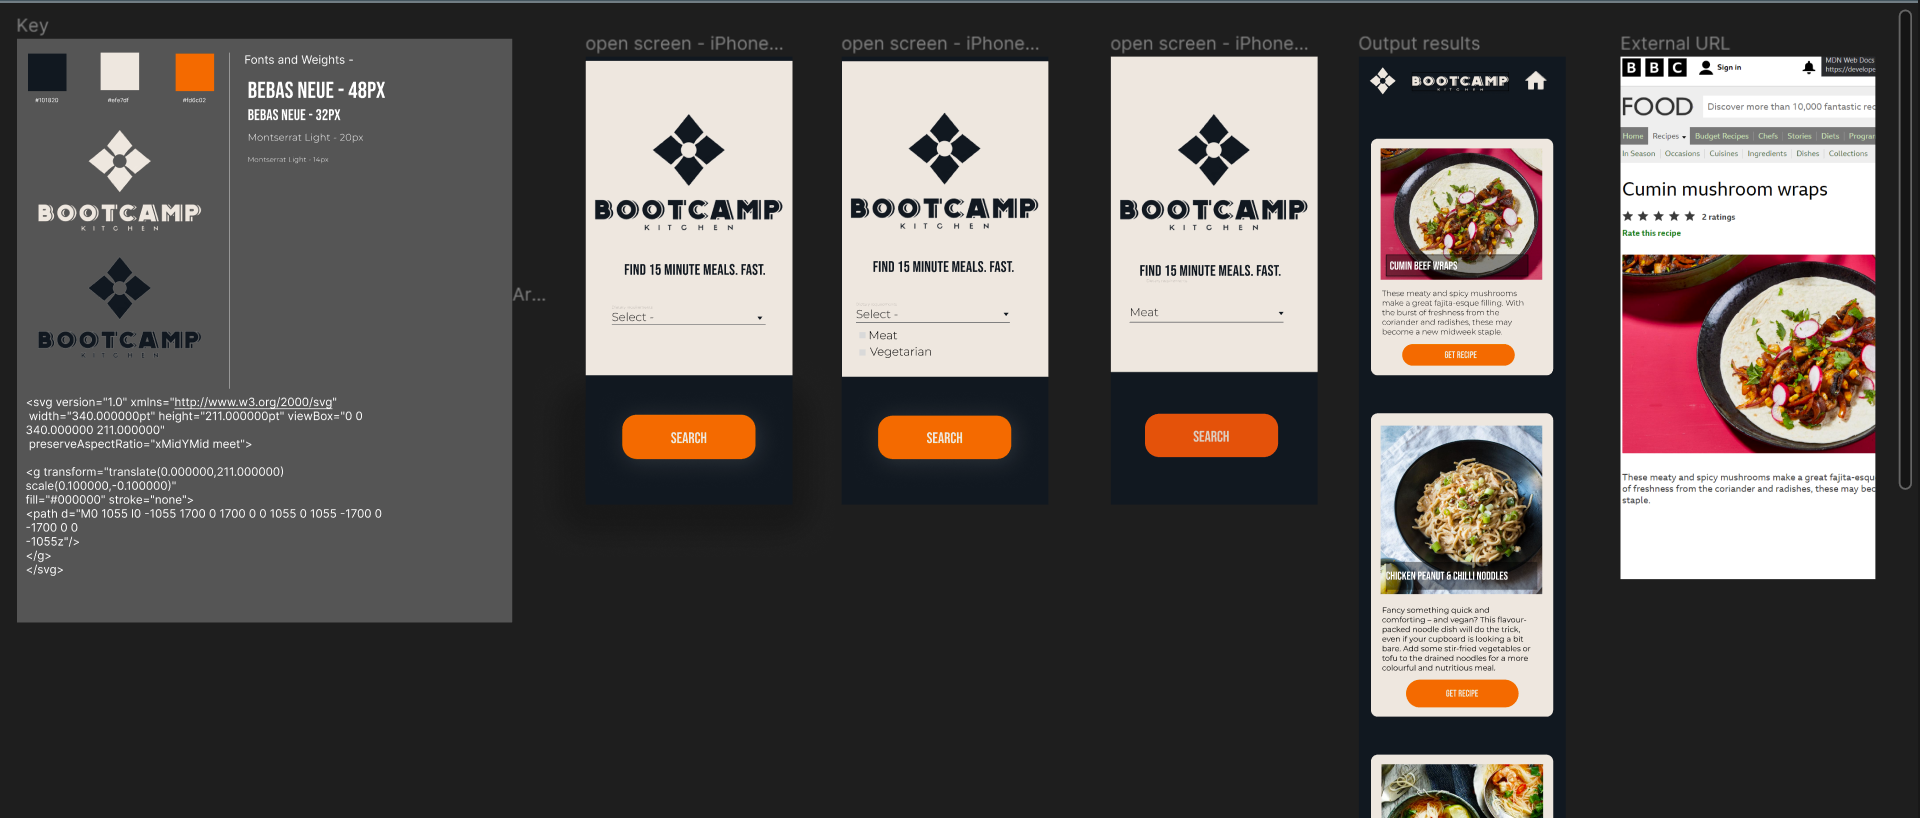 Key
#101820
#efe7df
#fd6c02
Fonts and Weights -
BEBAS NEUE - 48PX
BEBAS NEUE - 32PX
Montserrat Light - 20px
Montserrat Light - 14px
BOOTCAMP
KITCHEN
BOOTCAMP
KITCHEN
<svg version="1.0" xmlns="http://www.w3.org/2000/svg"
width="340.000000pt" height="211.000000pt" viewBox="0 0
340.000000 211.000000"
preserveAspectRatio="xMidYMid meet">
<g transform="translate(0.000000,211.000000)
scale(0.100000,-0.100000)"
fill="#000000" stroke="none">
<path d="M0 1055 l0 -1055 1700 0 1700 0 0 1055 0 1055 -1700 0
-1700 0 0
-1055z"/>
</g>
</svg>
Ar...
open screen - iPhone...
BOOTCAMP
KITCHEN
FIND 15 MINUTE MEALS. FAST.
Select -
SEARCH
open screen - iPhone...
BOOTCAMP
KITCHEN
FIND 15 MINUTE MEALS. FAST.
Select -
Meat
Vegetarian
SEARCH
open screen - iPhone...
BOOTCAMP
KITCHEN
FIND 15 MINUTE MEALS. FAST.
Meat
SEARCH
Output results
BOOTCAMP
KITCHEN
CUMIN BEEF WRAPS
These meaty and spicy mushrooms
make a great fajita-esque filling. With
the burst of freshness from the
coriander and radishes, these may
become a new midweek staple.
GET RECIPE
CHICKEN PEANUT & CHILLI NOODLES
Fancy something quick and
comforting – and vegan? This flavour-
packed noodle dish will do the trick,
even if your cupboard is looking a bit
bare. Add some stir-fried vegetables or
tofu to the drained noodles for a more
colourful and nutritious meal.
GET RECIPE
External URL
BBC
Sign in
MDN Web Docs
https://develope
FOOD
Discover more than 10,000 fantastic rec
Home
Recipes
Budget Recipes
Chefs
Stories
Diets
Program
In Season
Occasions
Cuisines
Ingredients
Dishes
Collections
Cumin mushroom wraps
2 ratings
Rate this recipe
These meaty and spicy mushrooms make a great fajita-esqu
of freshness from the coriander and radishes, these may bec
staple.